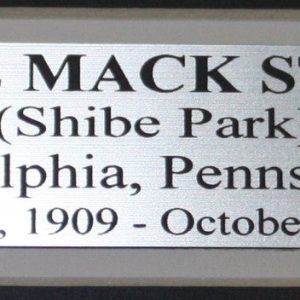 MACK ST
(Shibe Park)
lphia, Penns
, 1909 - October